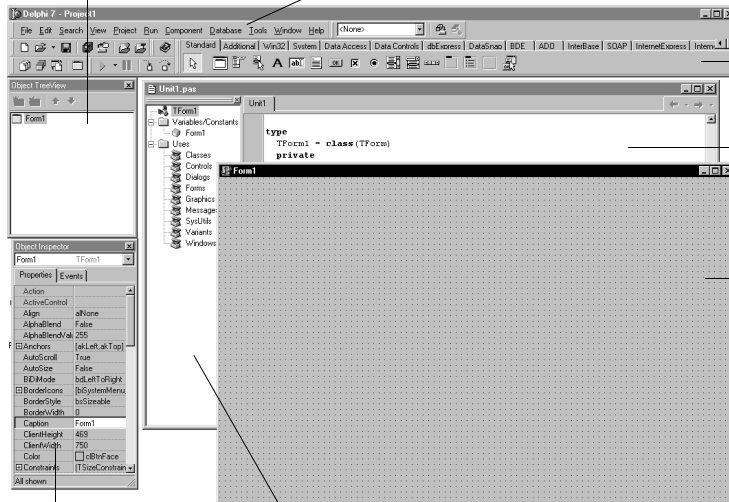 Delphi 7 - Project1
File Edit Search View Project Run Component Database Tools Window Help <None>
Standard Additional Win32 System Data Access Data Controls dbExpress DataSnap BDE ADO InterBase SOAP InternetExpress
Object TreeView
Form1
Unit1.pas
TForm1
Variables/Constants
Form1
Uses
Classes
Controls
Dialogs
Forms
Graphics
Messages
SysUtils
Variants
Windows
Unit1
type
TForm1 = class(TForm)
private
Form1
Object Inspector
Form1 TForm1
Properties Events
Action
ActiveControl
Align alNone
AlphaBlend False
AlphaBlendVal 255
Anchors [akLeft,akTop]
AutoScroll True
AutoSize False
BiDiMode bdLeftToRight
BorderIcons [biSystemMenu,
BorderStyle bsSizeable
BorderWidth 0
Caption Form1
ClientHeight 469
ClientWidth 750
Color clBtnFace
Constraints (TSizeConstrain
All shown